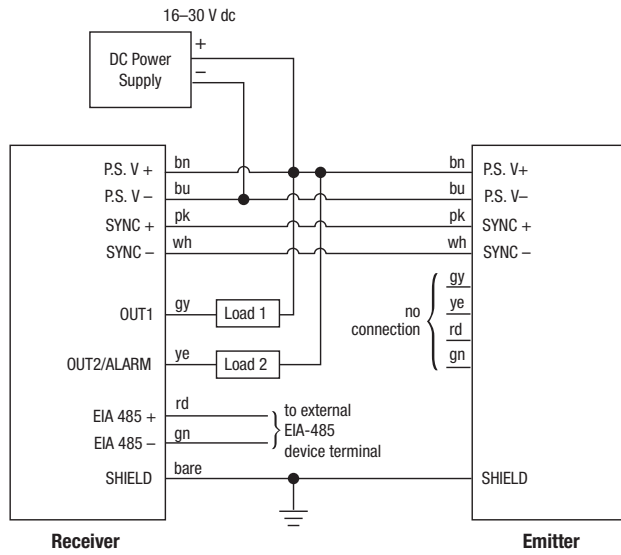 16–30 V dc
DC Power
Supply
+
–
P.S. V +
bn
bn
P.S. V+
P.S. V –
bu
bu
P.S. V–
SYNC +
pk
pk
SYNC +
SYNC –
wh
wh
SYNC –
OUT1
gy
Load 1
OUT2/ALARM
ye
Load 2
no
connection
gy
ye
rd
gn
EIA 485 +
rd
EIA 485 –
gn
to external
EIA-485
device terminal
SHIELD
bare
SHIELD
Receiver
Emitter